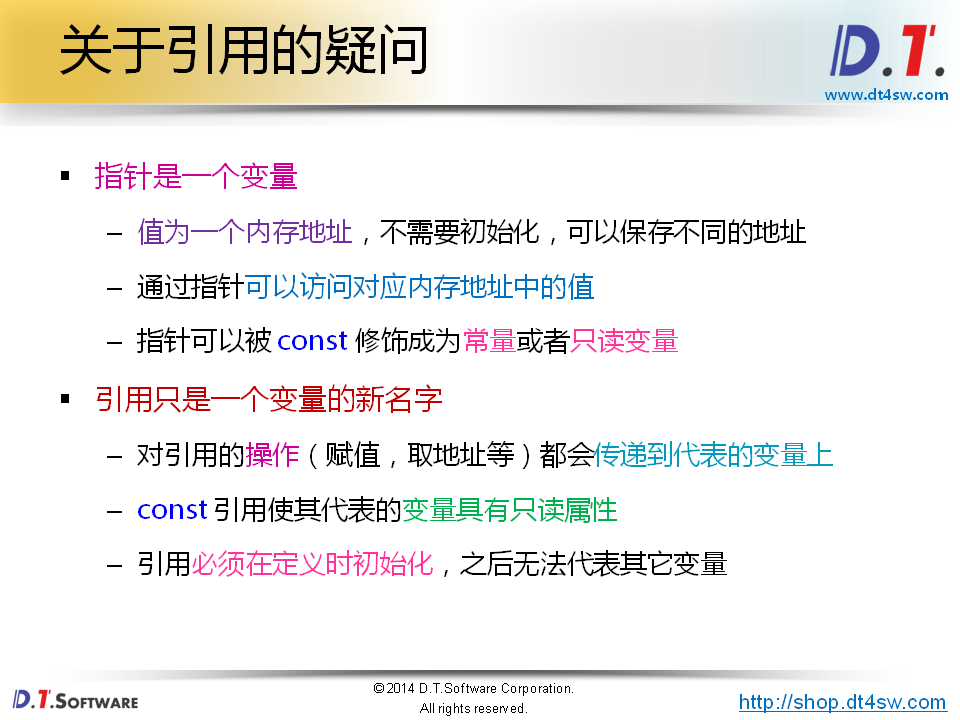 关于引用的疑问
D.T.
www.dt4sw.com
▪ 指针是一个变量
– 值为一个内存地址，不需要初始化，可以保存不同的地址
– 通过指针可以访问对应内存地址中的值
– 指针可以被 const 修饰成为常量或者只读变量
▪ 引用只是一个变量的新名字
– 对引用的操作（赋值，取地址等）都会传递到代表的变量上
– const 引用使其代表的变量具有只读属性
– 引用必须在定义时初始化，之后无法代表其它变量
D.T.SOFTWARE
©2014 D.T.Software Corporation.
All rights reserved.
http://shop.dt4sw.com